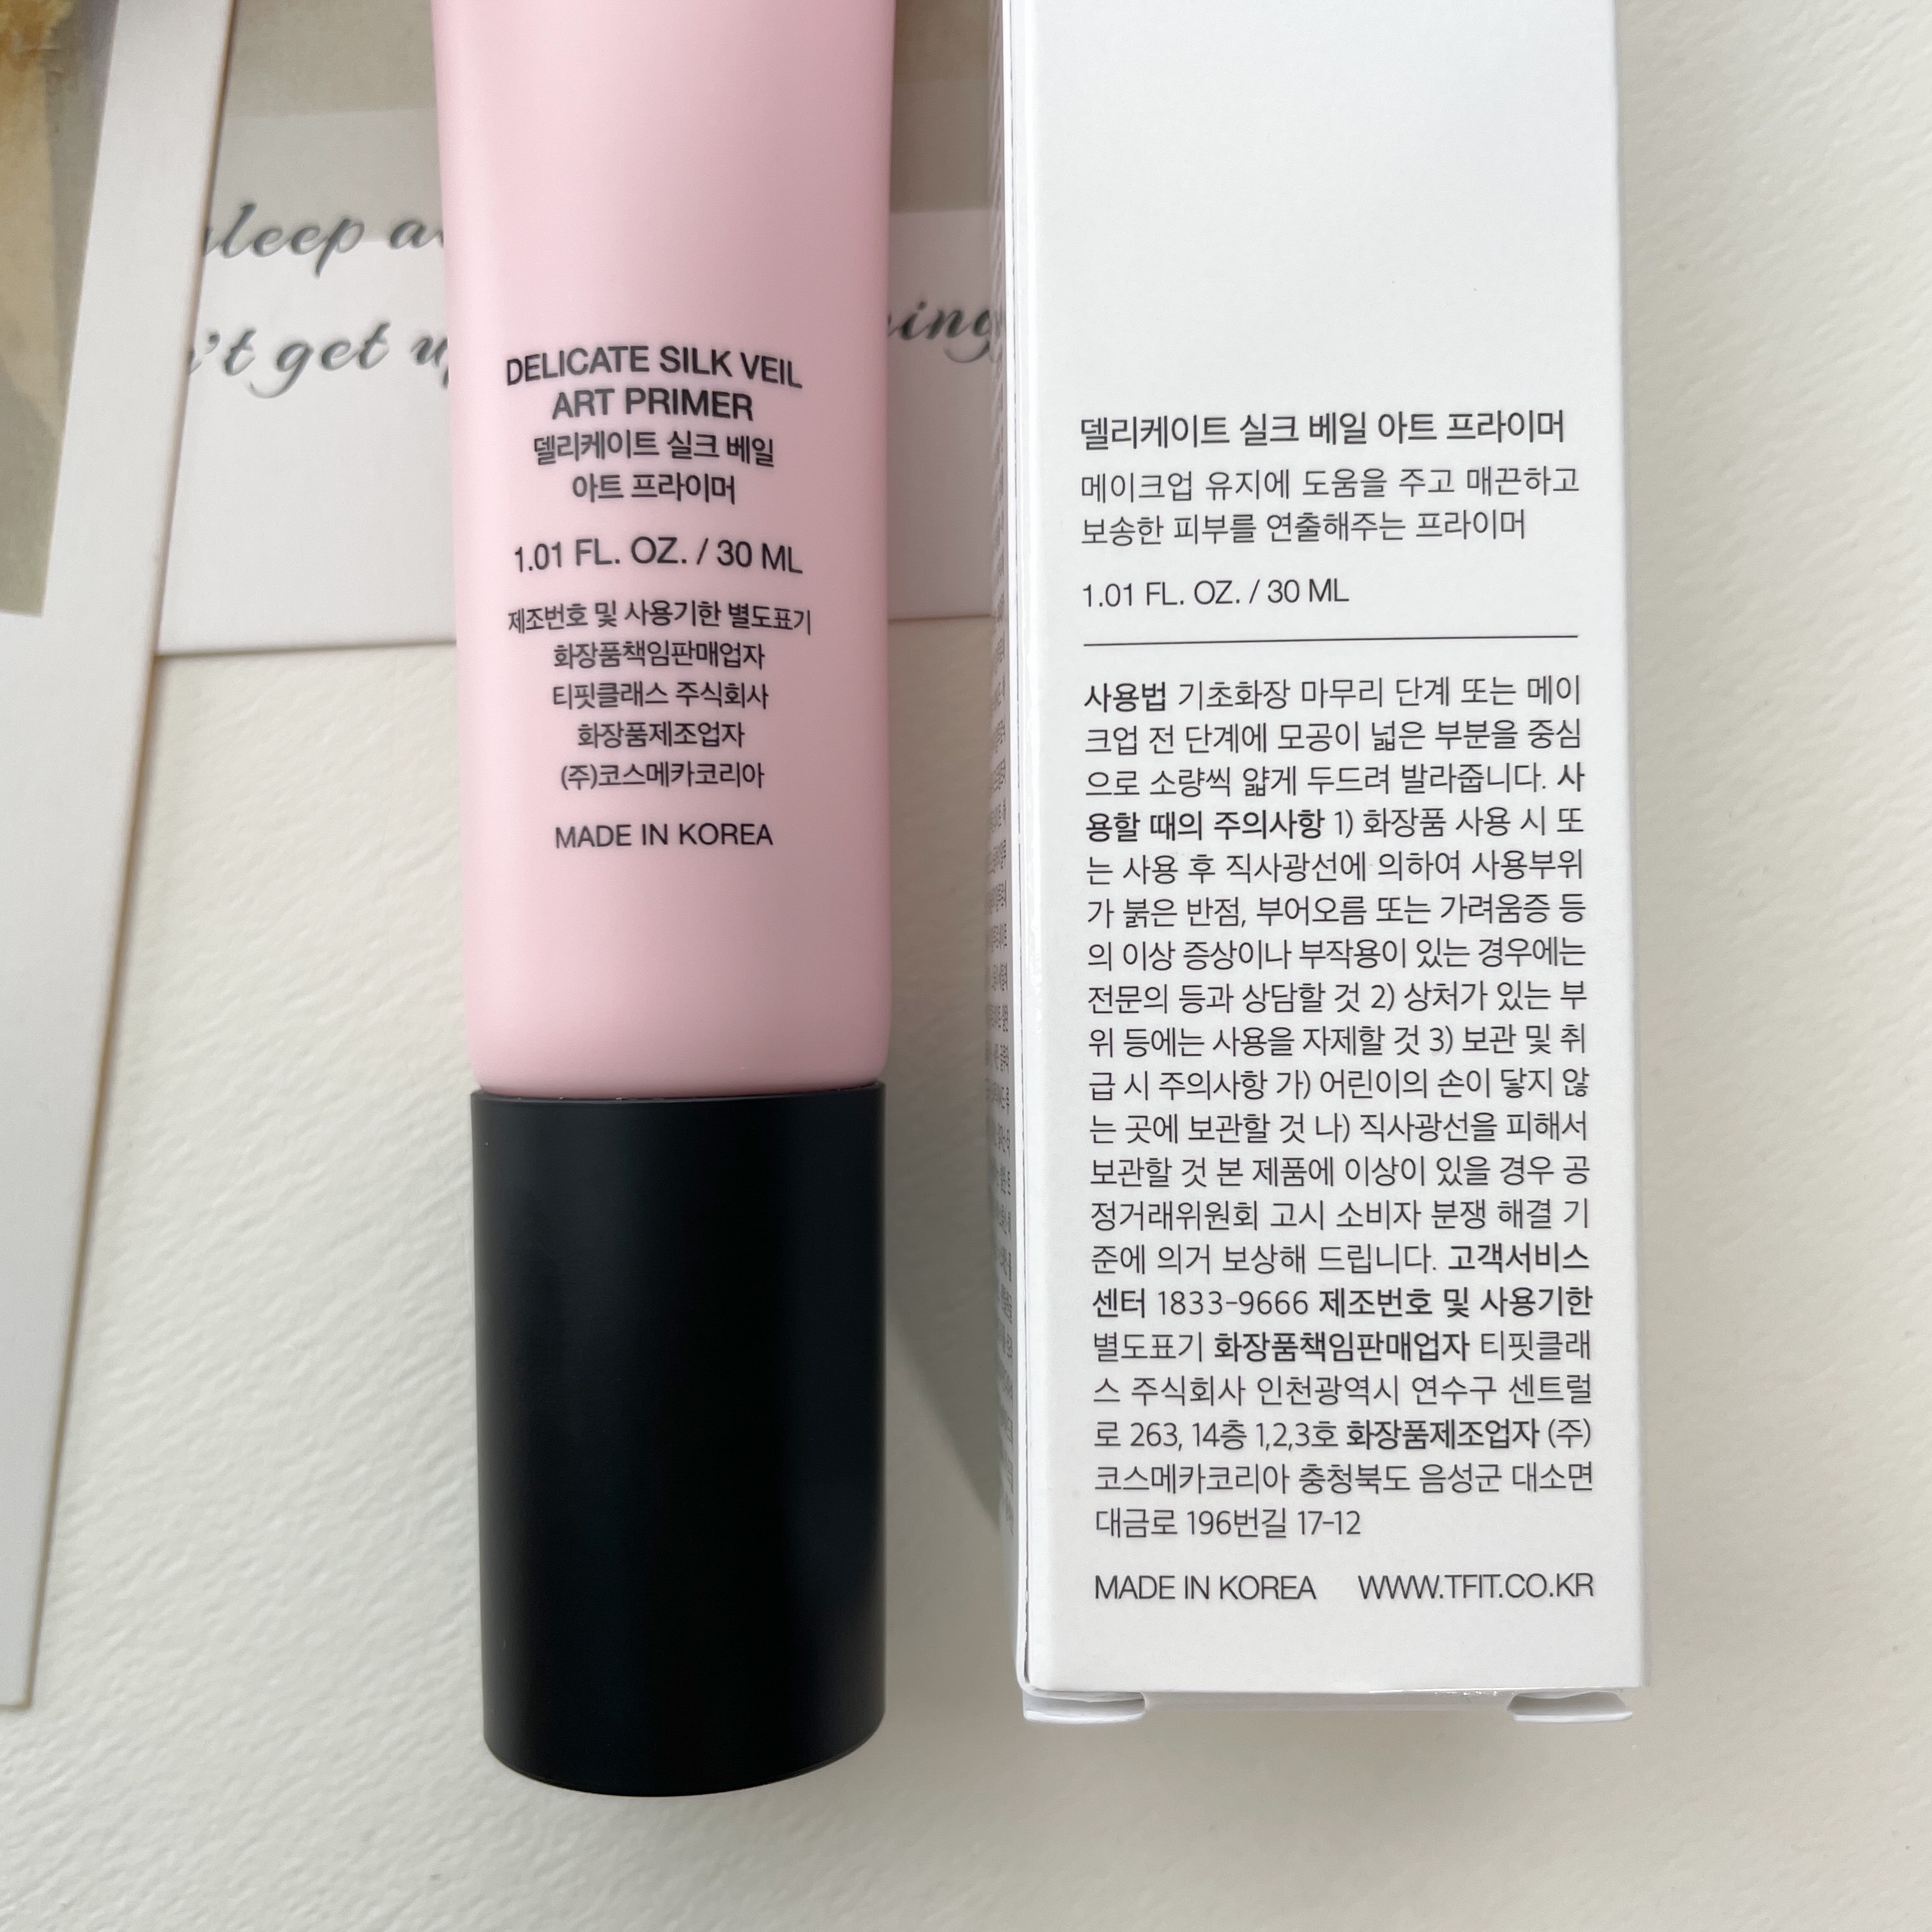 sleep
't get
DELICATE SILK VEIL
ART PRIMER
델리케이트 실크 베일
아트 프라이머
1.01 FL. OZ. / 30 ML
제조번호 및 사용기한 별도표기
화장품책임판매업자
티핏클래스 주식회사
화장품제조업자
(주)코스메카코리아
MADE IN KOREA
델리케이트 실크 베일 아트 프라이머
메이크업 유지에 도움을 주고 매끈하고
보송한 피부를 연출해주는 프라이머
1.01 FL. OZ. / 30 ML
사용법 기초화장 마무리 단계 또는 메이
크업 전 단계에 모공이 넓은 부분을 중심
으로 소량씩 얇게 두드려 발라줍니다. 사
용할 때의 주의사항 1) 화장품 사용 시 또
는 사용 후 직사광선에 의하여 사용부위
가 붉은 반점, 부어오름 또는 가려움증 등
의 이상 증상이나 부작용이 있는 경우에는
전문의 등과 상담할 것 2) 상처가 있는 부
위 등에는 사용을 자제할 것 3) 보관 및 취
급 시 주의사항 가) 어린이의 손이 닿지 않
는 곳에 보관할 것 나) 직사광선을 피해서
보관할 것 본 제품에 이상이 있을 경우 공
정거래위원회 고시 소비자 분쟁 해결 기
준에 의거 보상해 드립니다. 고객서비스
센터 1833-9666 제조번호 및 사용기한
별도표기 화장품책임판매업자 티핏클래
스 주식회사 인천광역시 연수구 센트럴
로 263, 14층 1,2,3호 화장품제조업자 (주)
코스메카코리아 충청북도 음성군 대소면
대금로 196번길 17-12
MADE IN KOREA WWW.TFIT.CO.KR